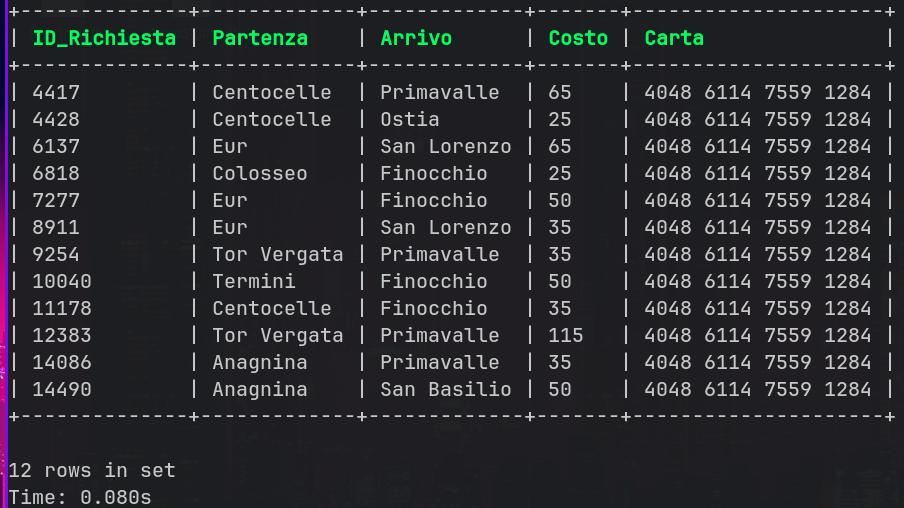 +--------------+-------------+-------------+-------+---------------------+
| ID_Richiesta | Partenza    | Arrivo      | Costo | Carta               |
+--------------+-------------+-------------+-------+---------------------+
| 4417         | Centocelle  | Primavalle  | 65    | 4048 6114 7559 1284 |
| 4428         | Centocelle  | Ostia       | 25    | 4048 6114 7559 1284 |
| 6137         | Eur         | San Lorenzo | 65    | 4048 6114 7559 1284 |
| 6818         | Colosseo    | Finocchio   | 25    | 4048 6114 7559 1284 |
| 7277         | Eur         | Finocchio   | 50    | 4048 6114 7559 1284 |
| 8911         | Eur         | San Lorenzo | 35    | 4048 6114 7559 1284 |
| 9254         | Tor Vergata | Primavalle  | 35    | 4048 6114 7559 1284 |
| 10040        | Termini     | Finocchio   | 50    | 4048 6114 7559 1284 |
| 11178        | Centocelle  | Finocchio   | 35    | 4048 6114 7559 1284 |
| 12383        | Tor Vergata | Primavalle  | 115   | 4048 6114 7559 1284 |
| 14086        | Anagnina    | Primavalle  | 35    | 4048 6114 7559 1284 |
| 14490        | Anagnina    | San Basilio | 50    | 4048 6114 7559 1284 |
+--------------+-------------+-------------+-------+---------------------+
12 rows in set
Time: 0.080s